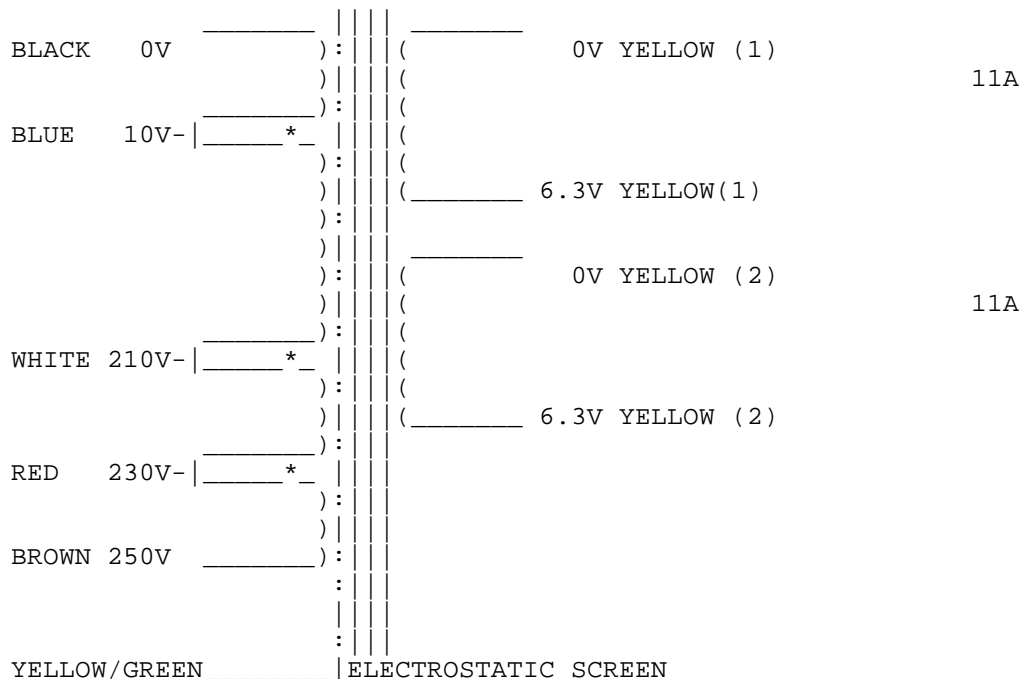 BLACK 0V 0V YELLOW (1)
11A
BLUE 10V
6.3V YELLOW(1)
0V YELLOW (2)
11A
WHITE 210V
6.3V YELLOW (2)
RED 230V
BROWN 250V
YELLOW/GREEN ELECTROSTATIC SCREEN